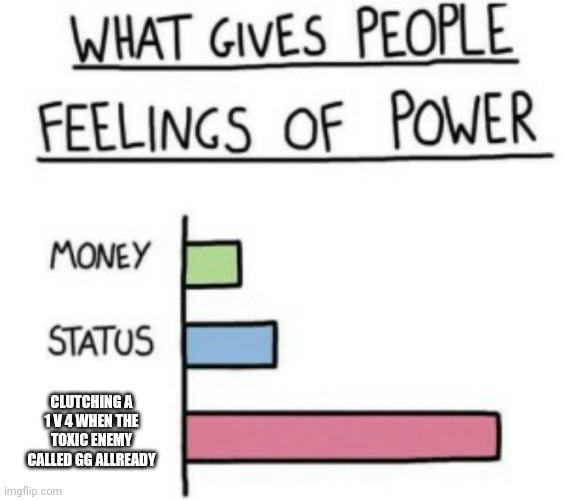 WHAT GIVES PEOPLE
FEELINGS OF POWER
MONEY
STATUS
CLUTCHING A
1 V 4 WHEN THE
TOXIC ENEMY
CALLED GG ALLREADY
imgflip.com